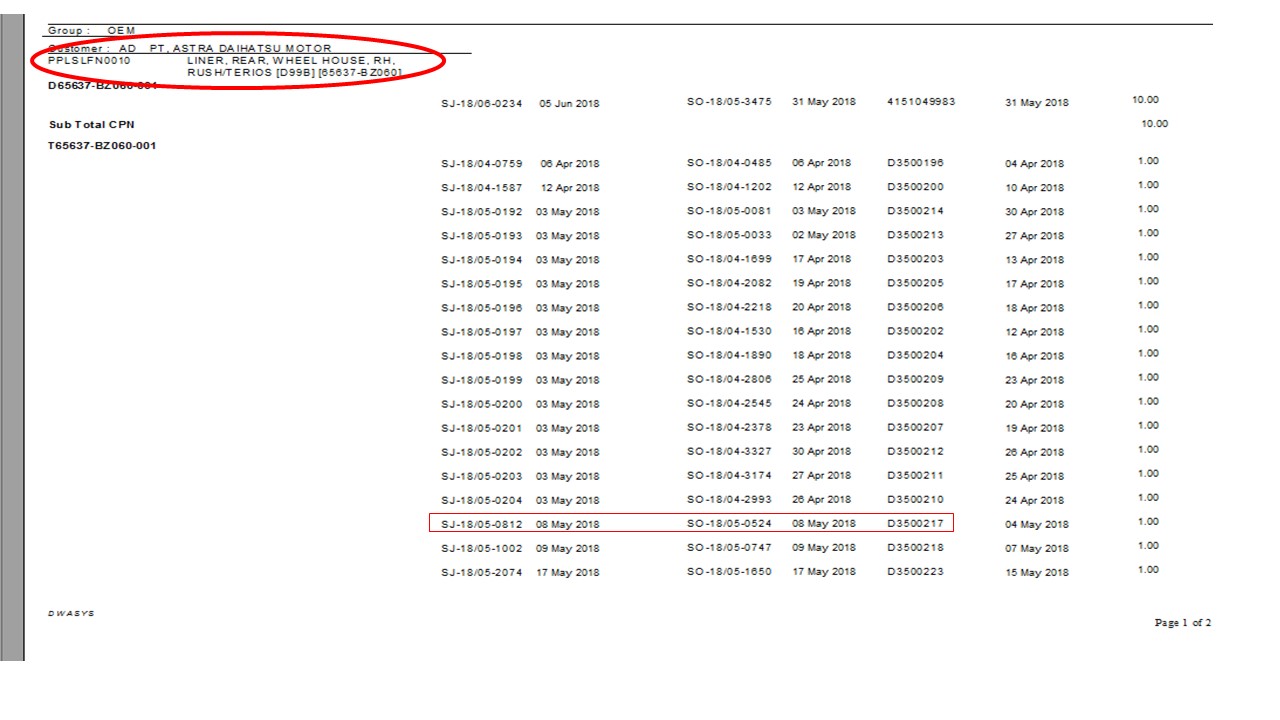 Group : OEM
Customer : AD PT, ASTRA DAIHATSU MOTOR
PPLSLFN0010 LINER, REAR, WHEEL HOUSE, RH,
RUSH/TERIOS [D99B] [65637-BZ060]
D65637-BZ060-001
SJ-18/06-0234 05 Jun 2018 SO-18/05-3475 31 May 2018 4151049983 31 May 2018 10.00
Sub Total CPN 10.00
T65637-BZ060-001
SJ-18/04-0759 06 Apr 2018 SO-18/04-0485 06 Apr 2018 D3500196 04 Apr 2018 1.00
SJ-18/04-1587 12 Apr 2018 SO-18/04-1202 12 Apr 2018 D3500200 10 Apr 2018 1.00
SJ-18/05-0192 03 May 2018 SO-18/05-0081 03 May 2018 D3500214 30 Apr 2018 1.00
SJ-18/05-0193 03 May 2018 SO-18/05-0033 02 May 2018 D3500213 27 Apr 2018 1.00
SJ-18/05-0194 03 May 2018 SO-18/04-1699 17 Apr 2018 D3500203 13 Apr 2018 1.00
SJ-18/05-0195 03 May 2018 SO-18/04-2082 19 Apr 2018 D3500205 17 Apr 2018 1.00
SJ-18/05-0196 03 May 2018 SO-18/04-2218 20 Apr 2018 D3500206 18 Apr 2018 1.00
SJ-18/05-0197 03 May 2018 SO-18/04-1530 16 Apr 2018 D3500202 12 Apr 2018 1.00
SJ-18/05-0198 03 May 2018 SO-18/04-1890 18 Apr 2018 D3500204 16 Apr 2018 1.00
SJ-18/05-0199 03 May 2018 SO-18/04-2806 25 Apr 2018 D3500209 23 Apr 2018 1.00
SJ-18/05-0200 03 May 2018 SO-18/04-2545 24 Apr 2018 D3500208 20 Apr 2018 1.00
SJ-18/05-0201 03 May 2018 SO-18/04-2378 23 Apr 2018 D3500207 19 Apr 2018 1.00
SJ-18/05-0202 03 May 2018 SO-18/04-3327 30 Apr 2018 D3500212 26 Apr 2018 1.00
SJ-18/05-0203 03 May 2018 SO-18/04-3174 27 Apr 2018 D3500211 25 Apr 2018 1.00
SJ-18/05-0204 03 May 2018 SO-18/04-2993 26 Apr 2018 D3500210 24 Apr 2018 1.00
SJ-18/05-0812 08 May 2018 SO-18/05-0524 08 May 2018 D3500217 04 May 2018 1.00
SJ-18/05-1002 09 May 2018 SO-18/05-0747 09 May 2018 D3500218 07 May 2018 1.00
SJ-18/05-2074 17 May 2018 SO-18/05-1650 17 May 2018 D3500223 15 May 2018 1.00
DWASYS
Page 1 of 2